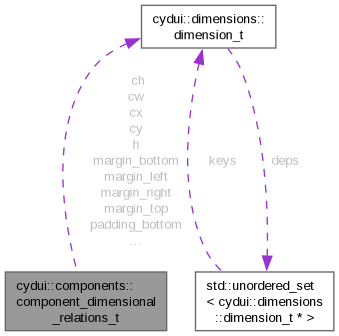 cydui::dimensions::
dimension_t
ch
cw
cx
cy
h
margin_bottom
margin_left
margin_right
margin_top
padding_bottom
...
keys
deps
cydui::components::
component_dimensional
_relations_t
std::unordered_set
< cydui::dimensions
::dimension_t * >